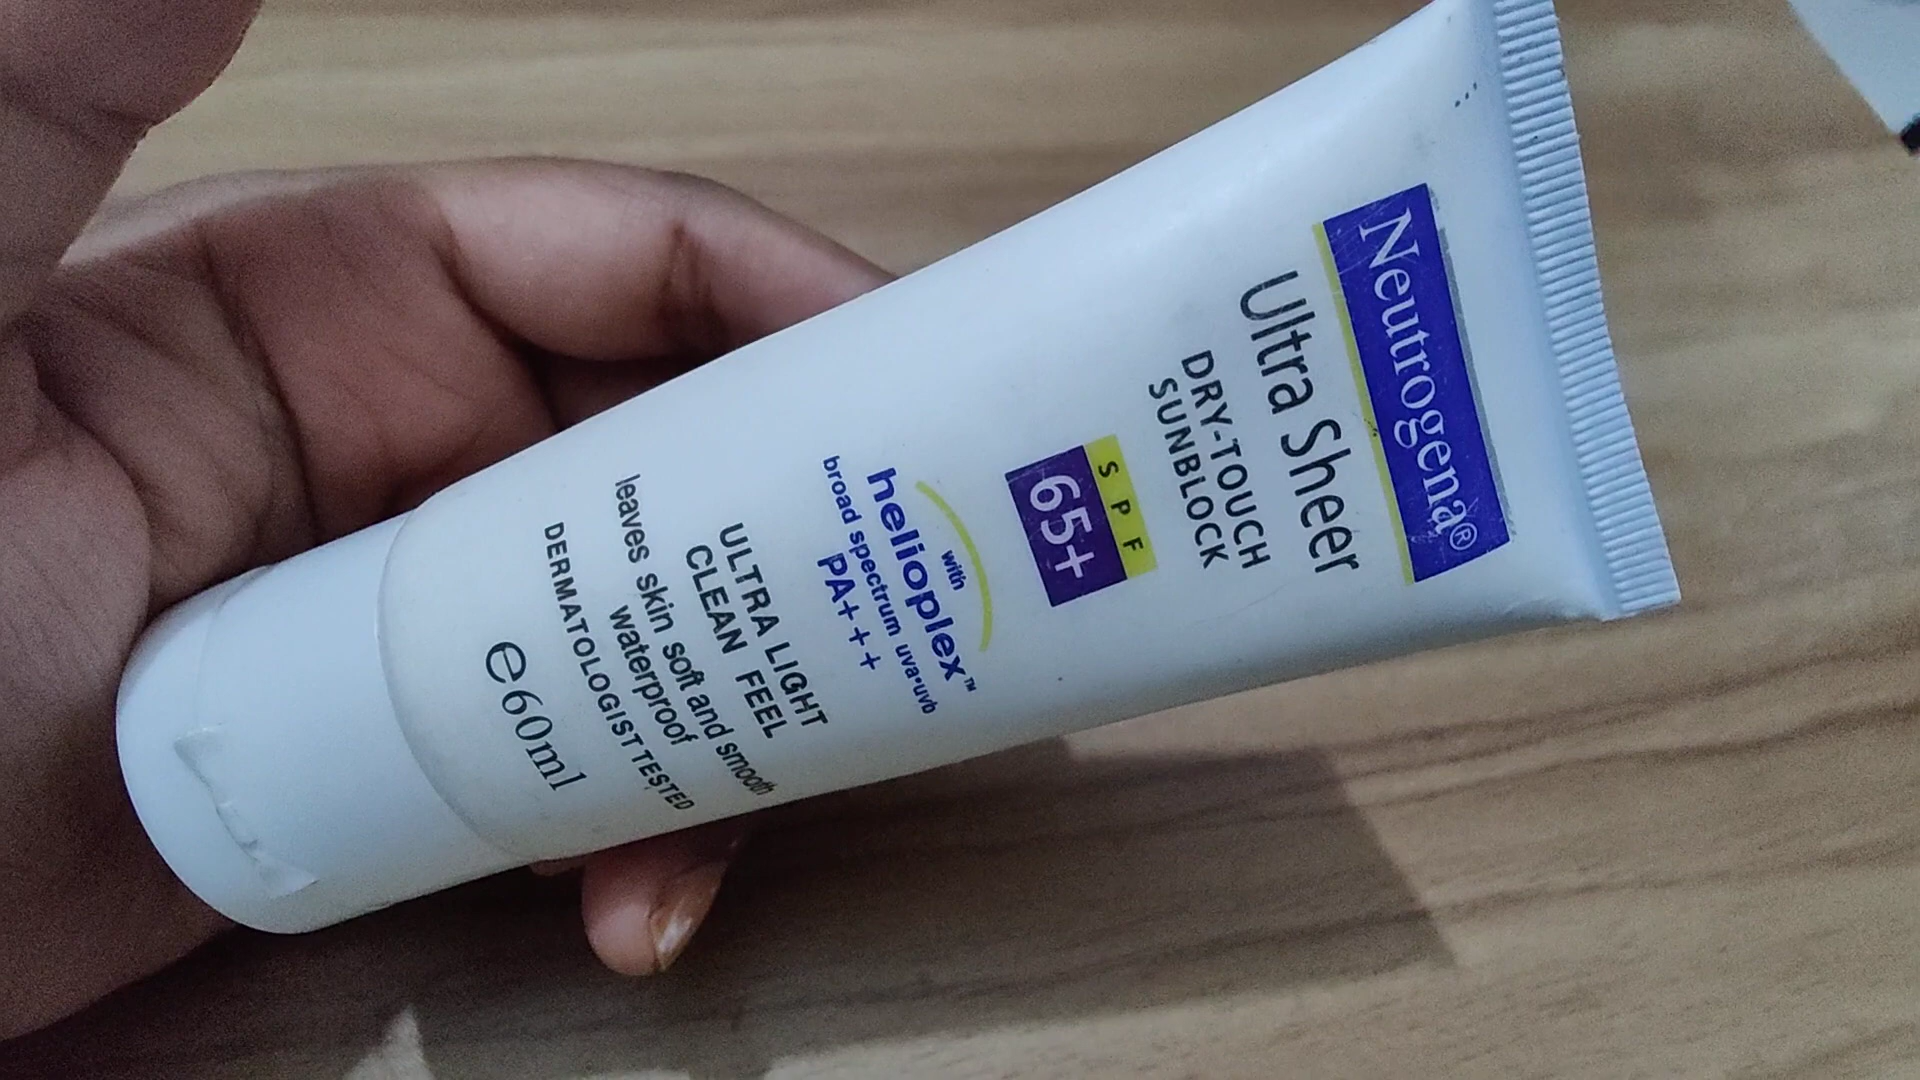 Neutrogena®
Ultra Sheer
DRY-TOUCH
SUNBLOCK
SPF
65+
with
helioplex™
broad spectrum uva•uvb
PA+++
ULTRA LIGHT
CLEAN FEEL
leaves skin soft and smooth
waterproof
DERMATOLOGIST TESTED
e60ml